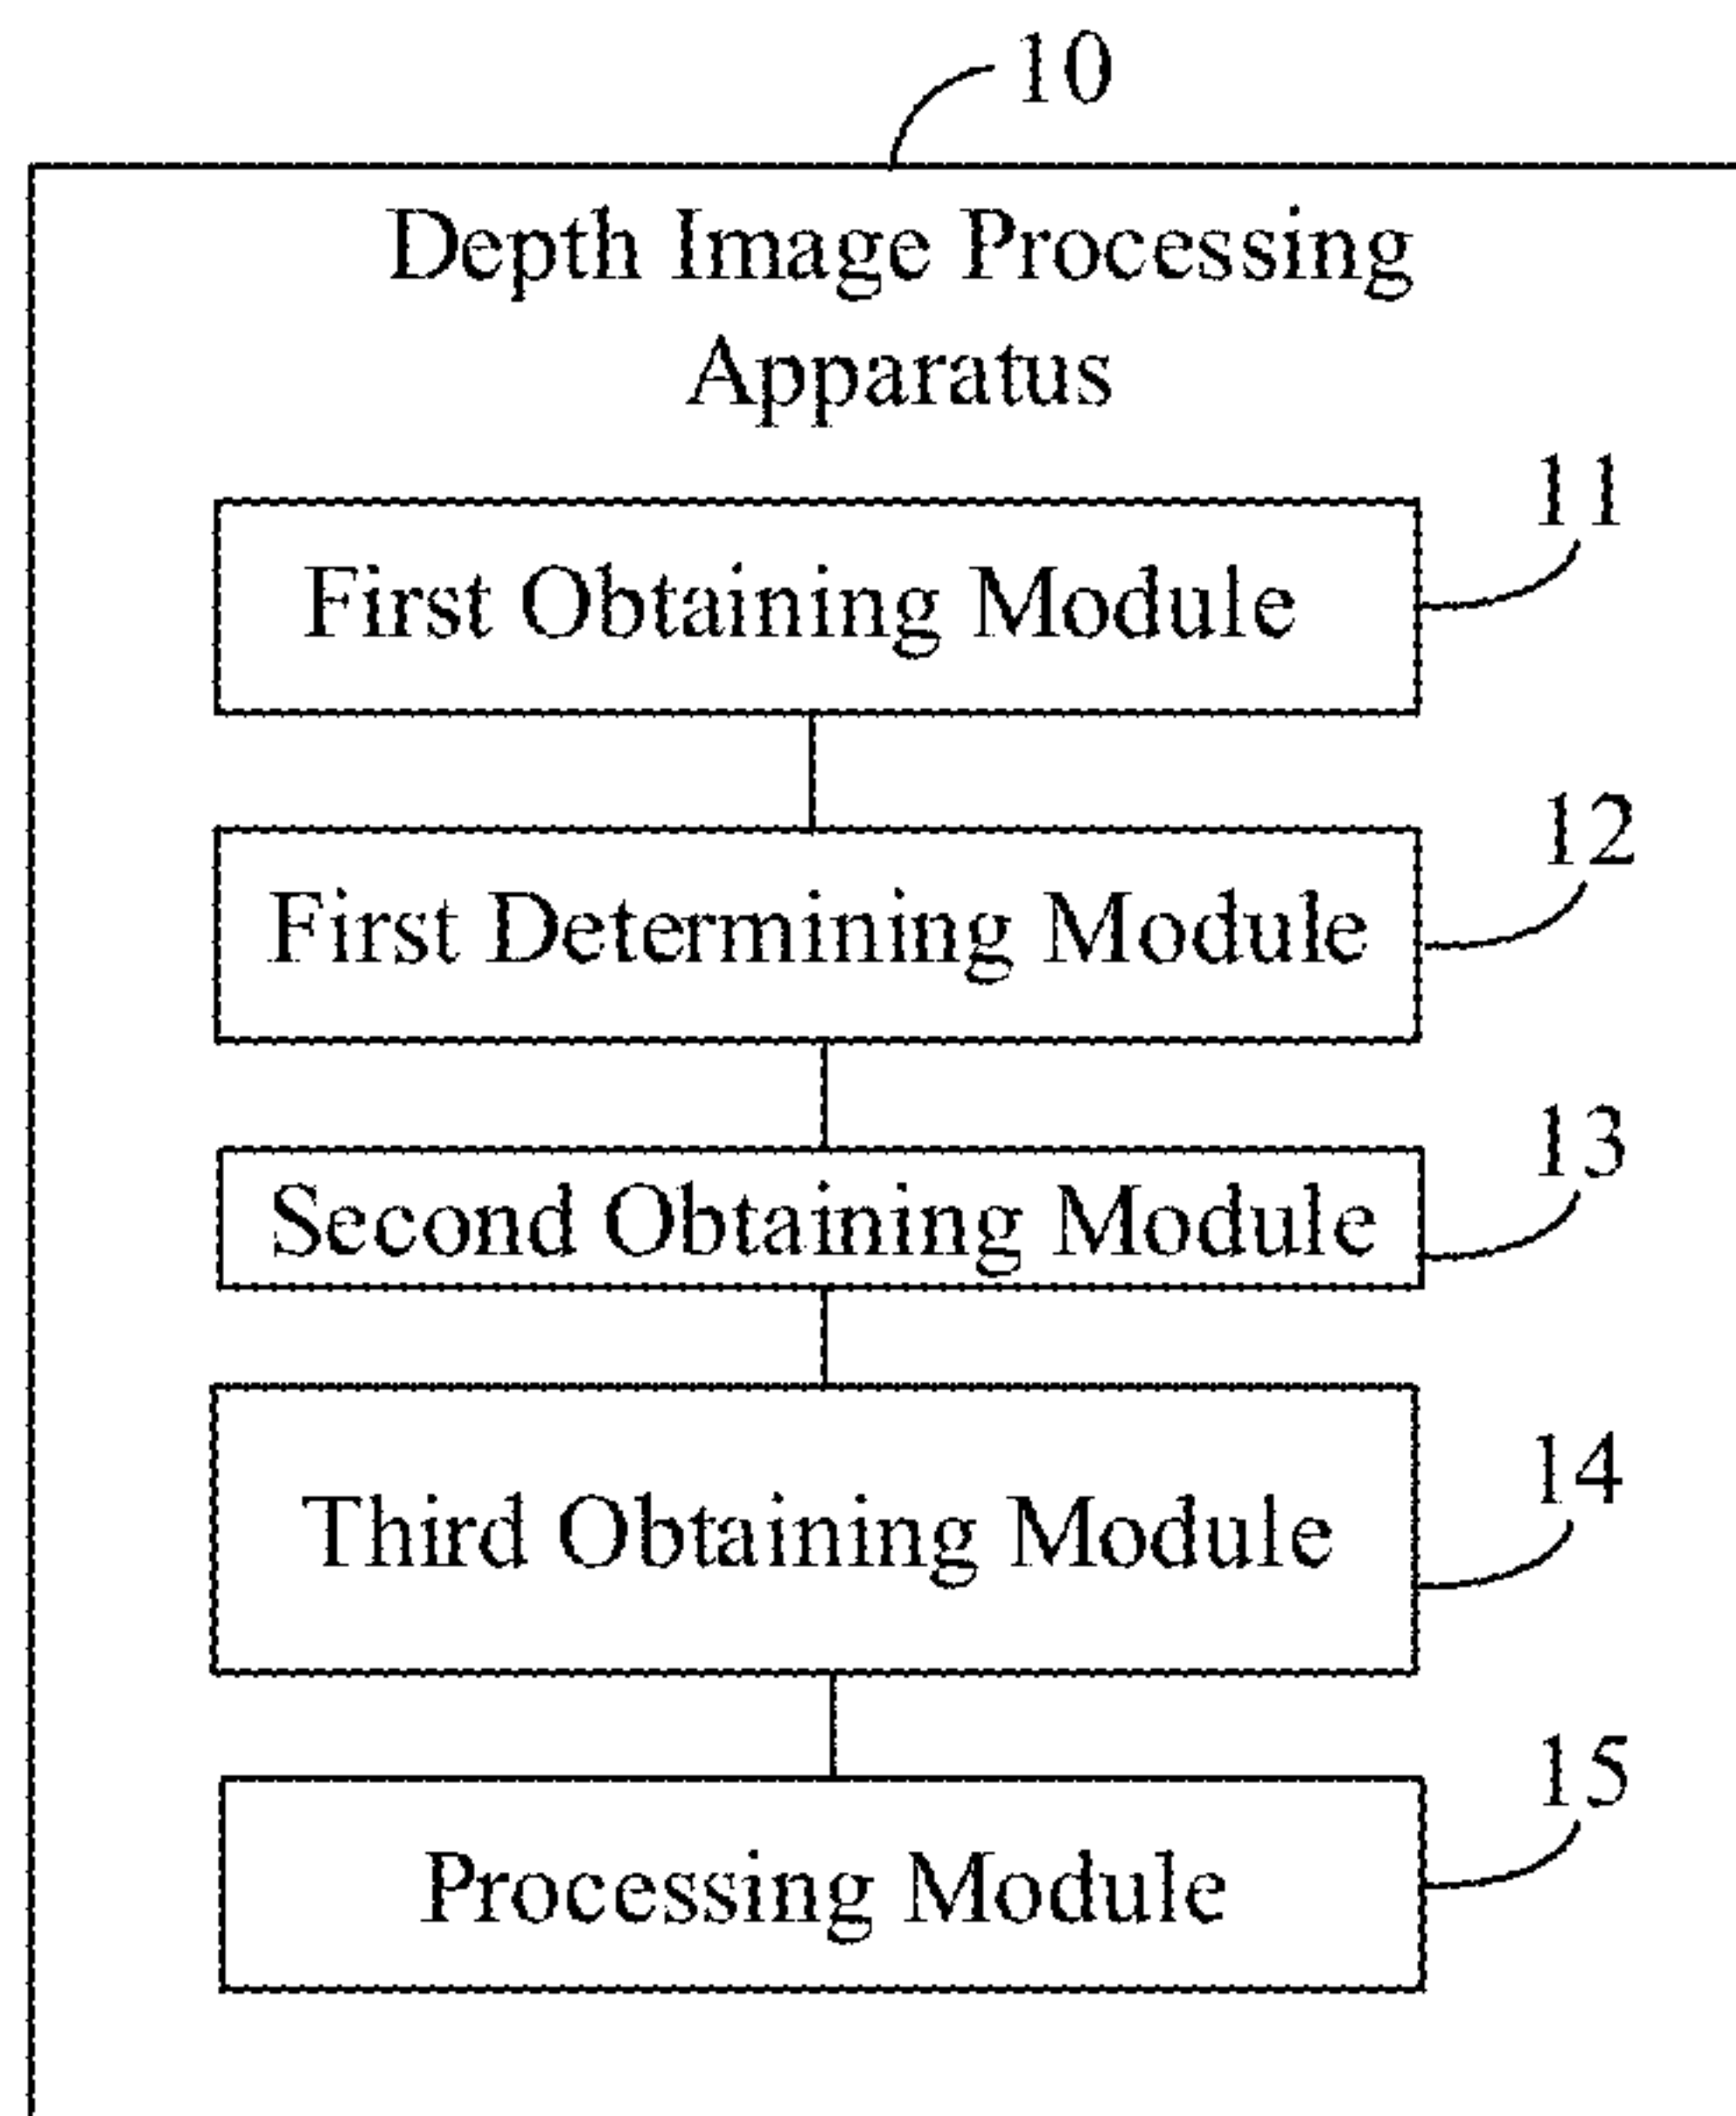 10
Depth Image Processing
Apparatus
11
First Obtaining Module
12
First Determining Module
13
Second Obtaining Module
14
Third Obtaining Module
15
Processing Module